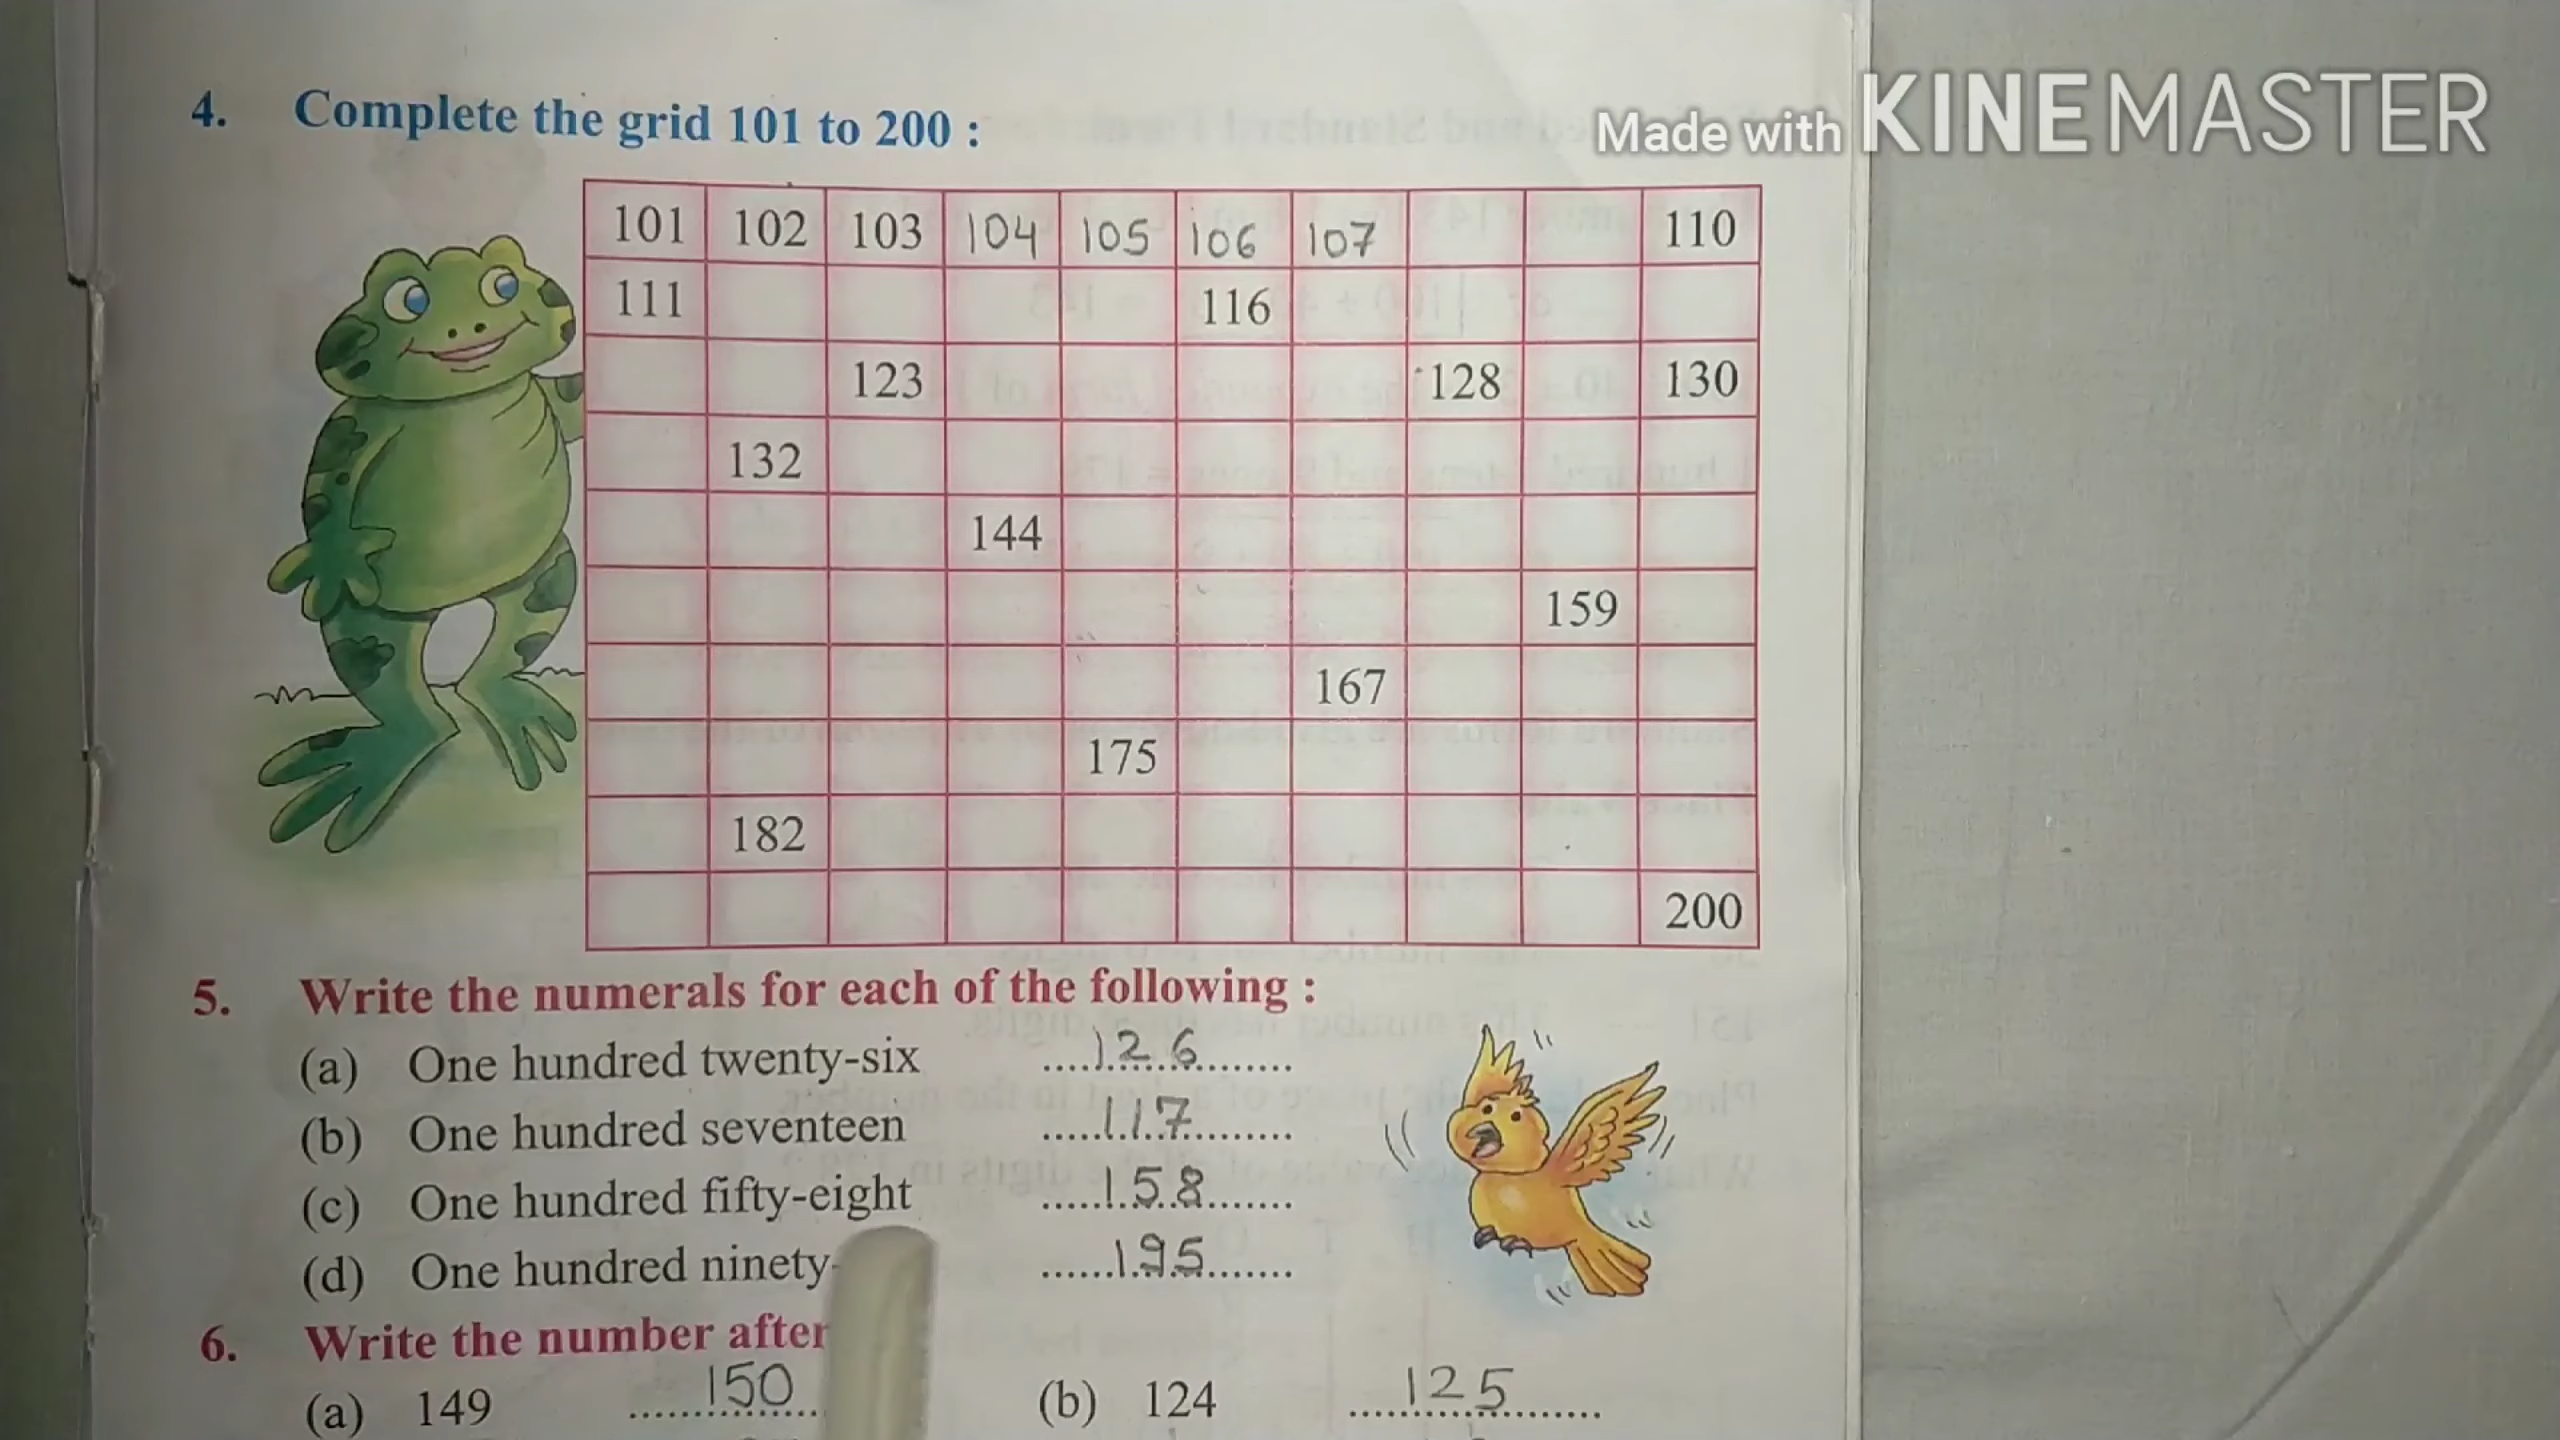 Made with KINEMASTER
4. Complete the grid 101 to 200 :
101 102 103 104 105 106 107 110
111 116
123 128 130
132
144
159
167
175
182
200
5. Write the numerals for each of the following :
(a) One hundred twenty-six 126
(b) One hundred seventeen 117
(c) One hundred fifty-eight 158
(d) One hundred ninety- 195
6. Write the number after
(a) 149 150 (b) 124 125